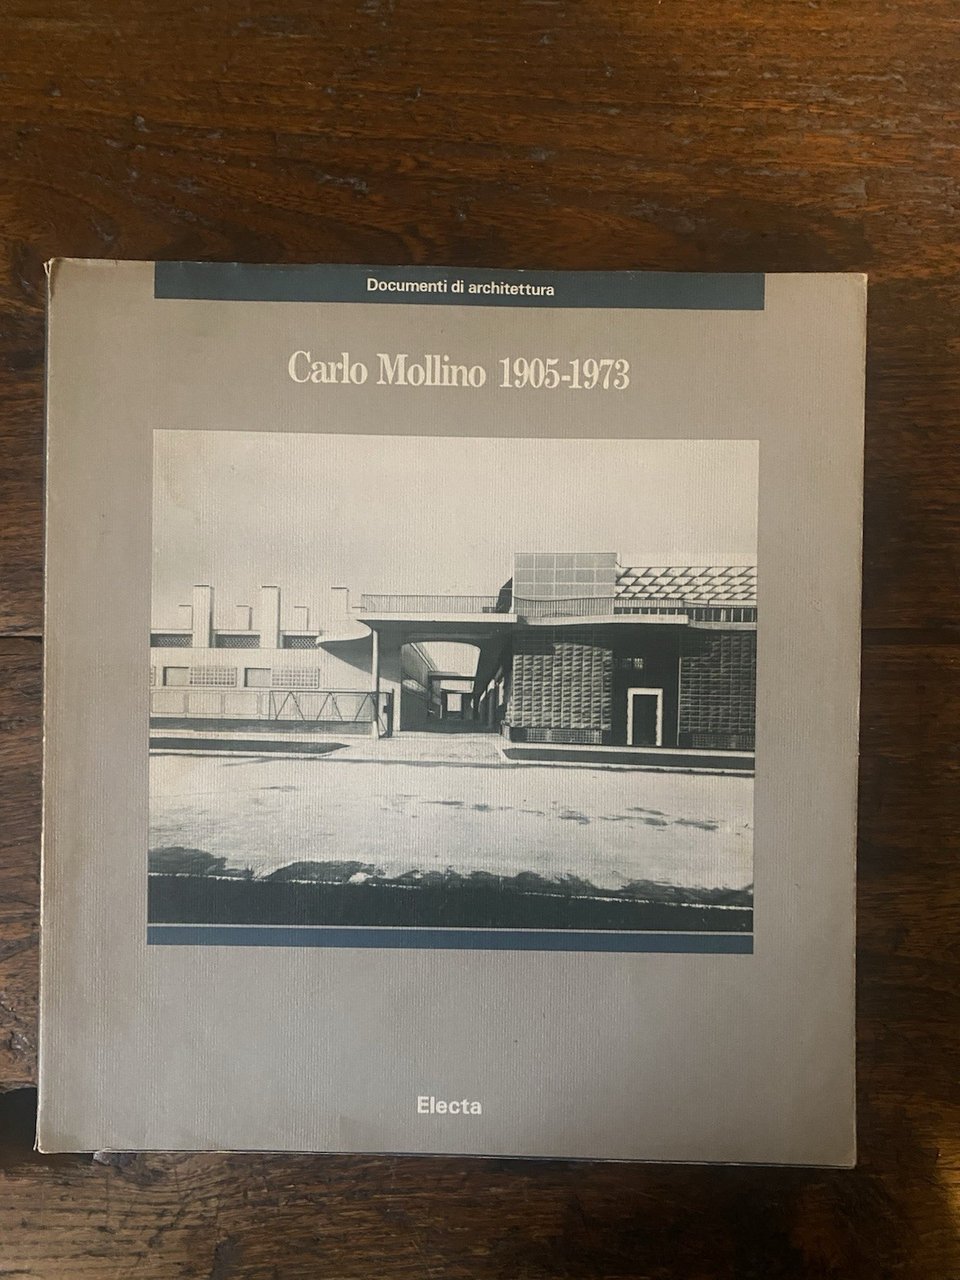 Documenti di architettura
Carlo Mollino 1905-1973
Electa